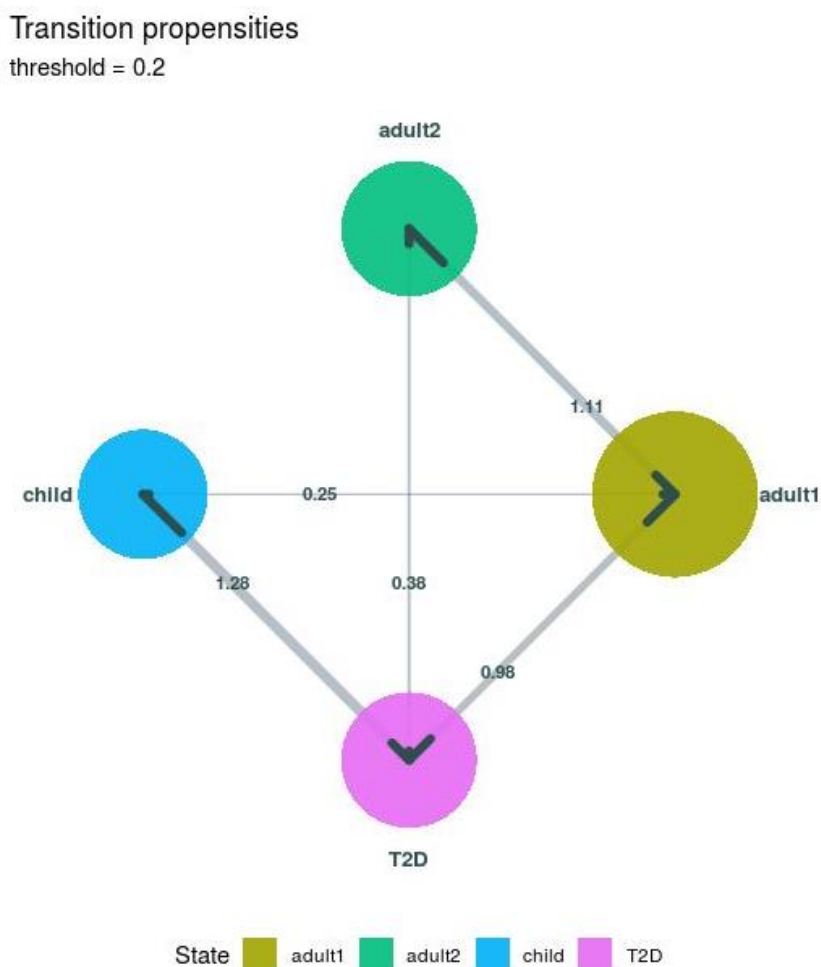 Transition propensities
threshold = 0.2
adult2
1.11
child
0.25
adult1
1.28
0.38
0.98
T2D
State adult1 adult2 child T2D